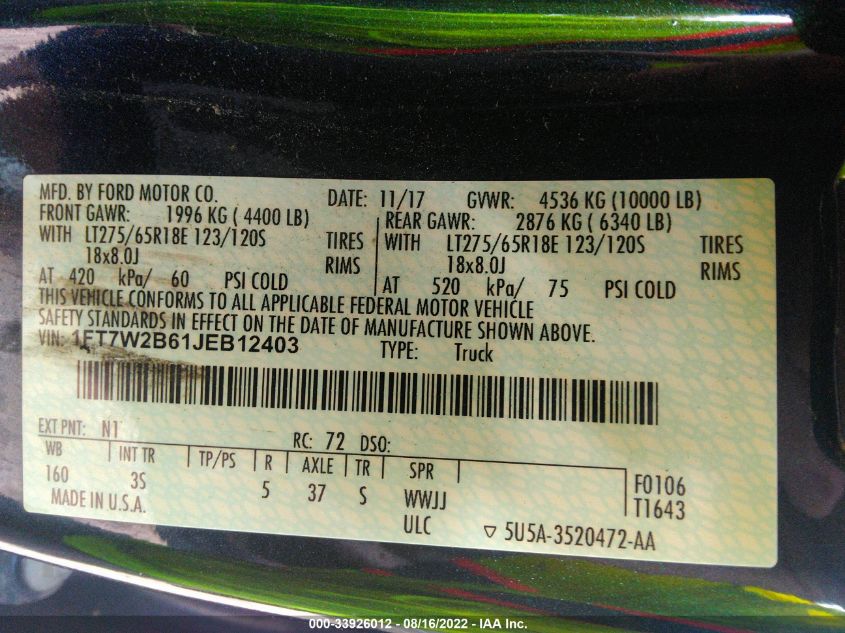 MFD. BY FORD MOTOR CO. DATE: 11/17 GVWR: 4536 KG (10000 LB)
FRONT GAWR: 1996 KG ( 4400 LB) REAR GAWR: 2876 KG ( 6340 LB)
WITH LT275/65R18E 123/120S TIRES WITH LT275/65R18E 123/120S TIRES
18x8.0J RIMS 18x8.0J RIMS
AT 420 kPa/ 60 PSI COLD AT 520 kPa/ 75 PSI COLD
THIS VEHICLE CONFORMS TO ALL APPLICABLE FEDERAL MOTOR VEHICLE
SAFETY STANDARDS IN EFFECT ON THE DATE OF MANUFACTURE SHOWN ABOVE.
VIN: 1FT7W2B61JEB12403 TYPE: Truck
EXT PNT: N1 RC: 72 DSO:
WB INT TR TP/PS R AXLE TR SPR
160 3S 5 37 S WWJJ F0106
MADE IN U.S.A. ULC T1643
▽ 5U5A-3520472-AA
000-33926012 - 08/16/2022 - IAA Inc.